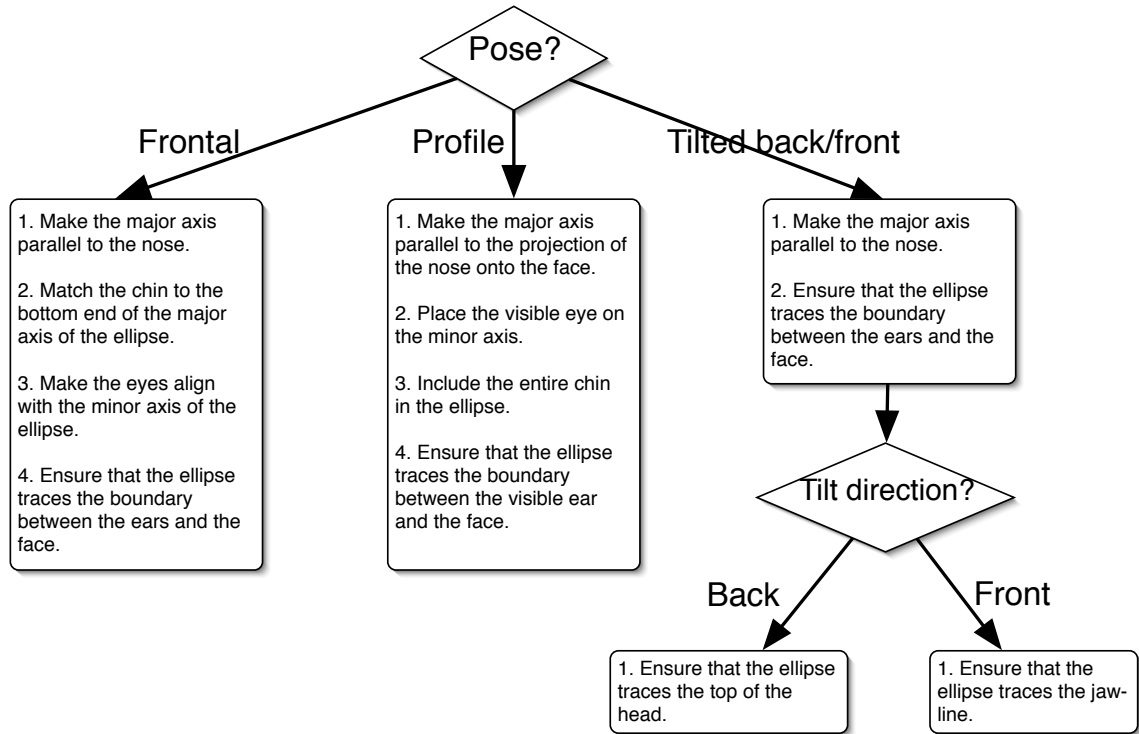 Pose?
Frontal
Profile
Tilted back/front
1. Make the major axis
parallel to the nose.
2. Match the chin to the
bottom end of the major
axis of the ellipse.
3. Make the eyes align
with the minor axis of the
ellipse.
4. Ensure that the ellipse
traces the boundary
between the ears and the
face.
1. Make the major axis
parallel to the projection of
the nose onto the face.
2. Place the visible eye on
the minor axis.
3. Include the entire chin
in the ellipse.
4. Ensure that the ellipse
traces the boundary
between the visible ear
and the face.
1. Make the major axis
parallel to the nose.
2. Ensure that the ellipse
traces the boundary
between the ears and the
face.
Tilt direction?
Back
Front
1. Ensure that the ellipse
traces the top of the
head.
1. Ensure that the
ellipse traces the jaw-
line.